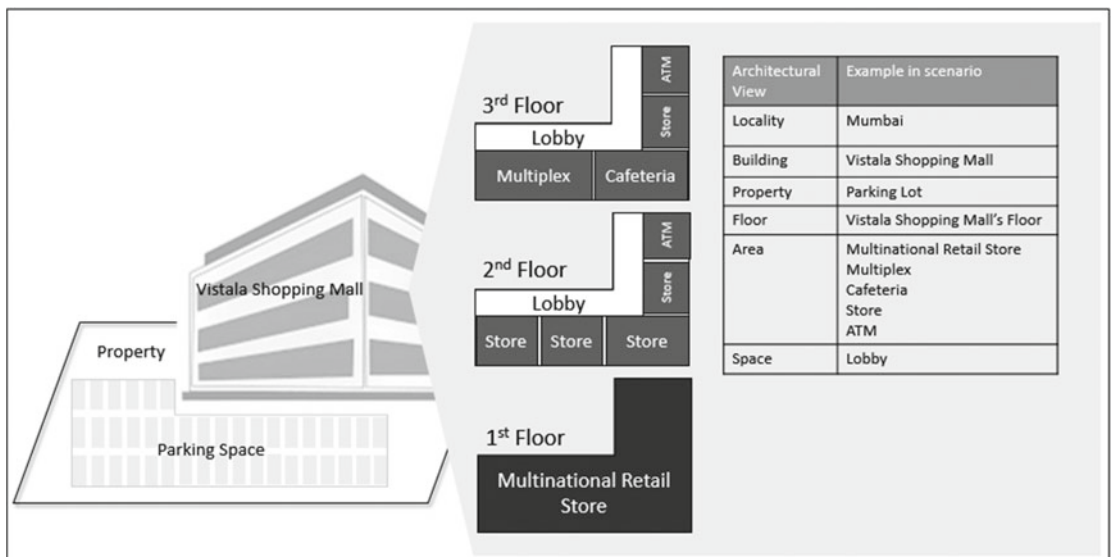 Vistala Shopping Mall
Property
Parking Space
3rd Floor
ATM
Store
Lobby
Multiplex Cafeteria
2nd Floor
ATM
Store
Lobby
Store Store Store
1st Floor
Multinational Retail
Store
Architectural Example in scenario
View
Locality Mumbai
Building Vistala Shopping Mall
Property Parking Lot
Floor Vistala Shopping Mall's Floor
Area Multinational Retail Store
Multiplex
Cafeteria
Store
ATM
Space Lobby